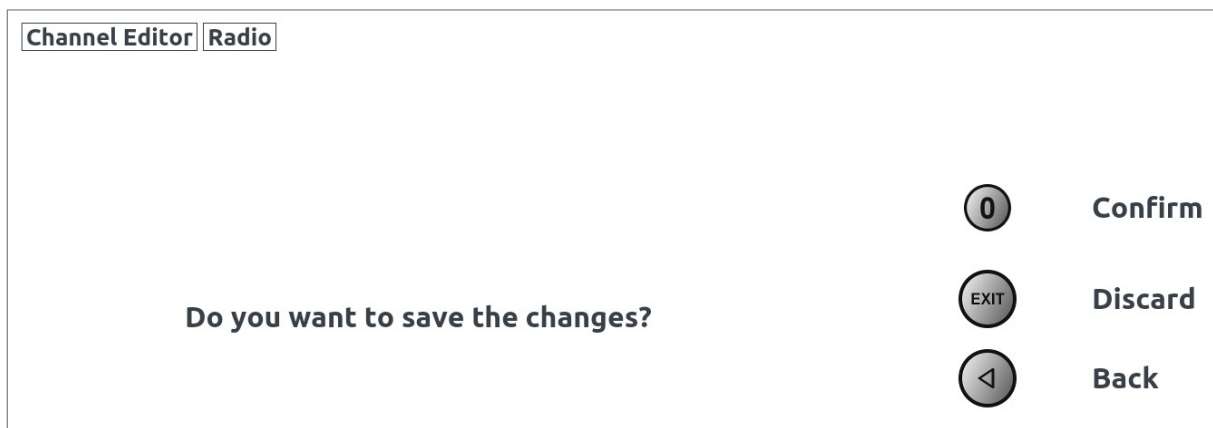 Channel Editor Radio
0 Confirm
Do you want to save the changes?
EXIT Discard
Back